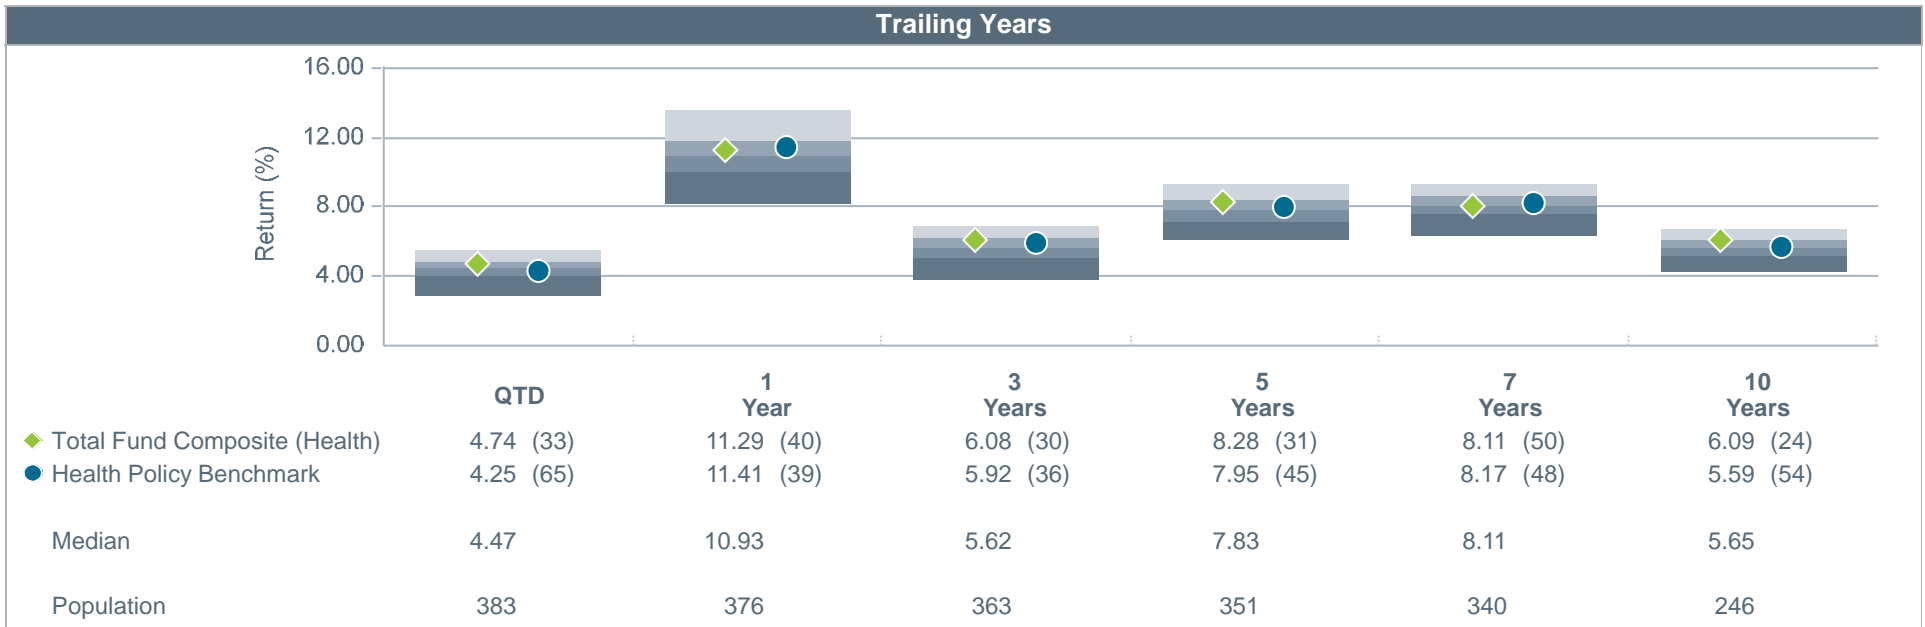 Trailing Years
16.00
12.00
8.00
4.00
0.00
Return (%)
QTD
1 Year
3 Years
5 Years
7 Years
10 Years
Total Fund Composite (Health) 4.74 (33) 11.29 (40) 6.08 (30) 8.28 (31) 8.11 (50) 6.09 (24)
Health Policy Benchmark 4.25 (65) 11.41 (39) 5.92 (36) 7.95 (45) 8.17 (48) 5.59 (54)
Median 4.47 10.93 5.62 7.83 8.11 5.65
Population 383 376 363 351 340 246